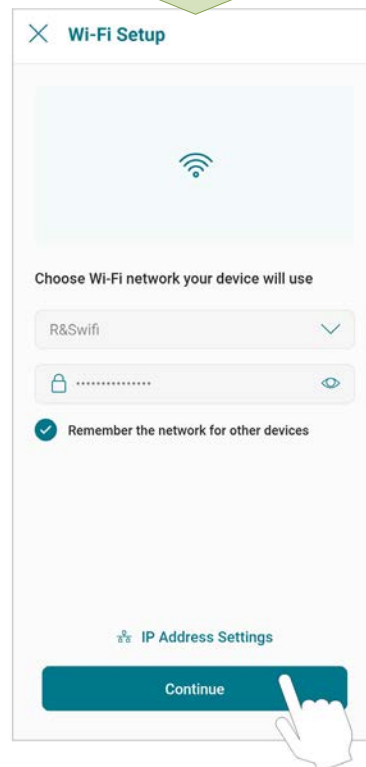 Wi-Fi Setup
Choose Wi-Fi network your device will use
R&Swifi
•••••••••••••••
Remember the network for other devices
IP Address Settings
Continue